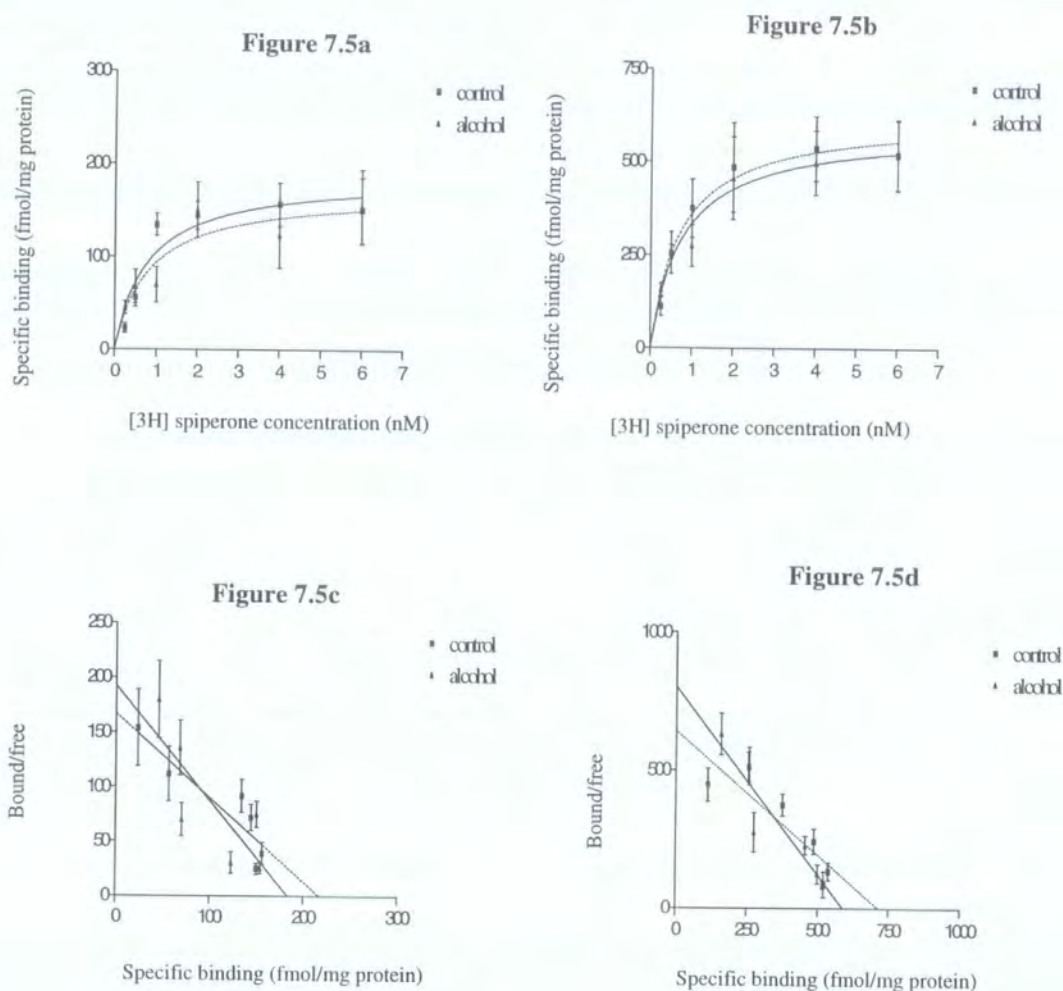 Figure 7.5a
300
200
100
0
0 1 2 3 4 5 6 7
control
alcohol
Specific binding (fmol/mg protein)
[3H] spiperone concentration (nM)
Figure 7.5b
750
500
250
0
0 1 2 3 4 5 6 7
control
alcohol
Specific binding (fmol/mg protein)
[3H] spiperone concentration (nM)
Figure 7.5c
250
200
150
100
50
0
0 100 200 300
control
alcohol
Bound/free
Specific binding (fmol/mg protein)
Figure 7.5d
1000
500
0
0 250 500 750 1000
control
alcohol
Bound/free
Specific binding (fmol/mg protein)